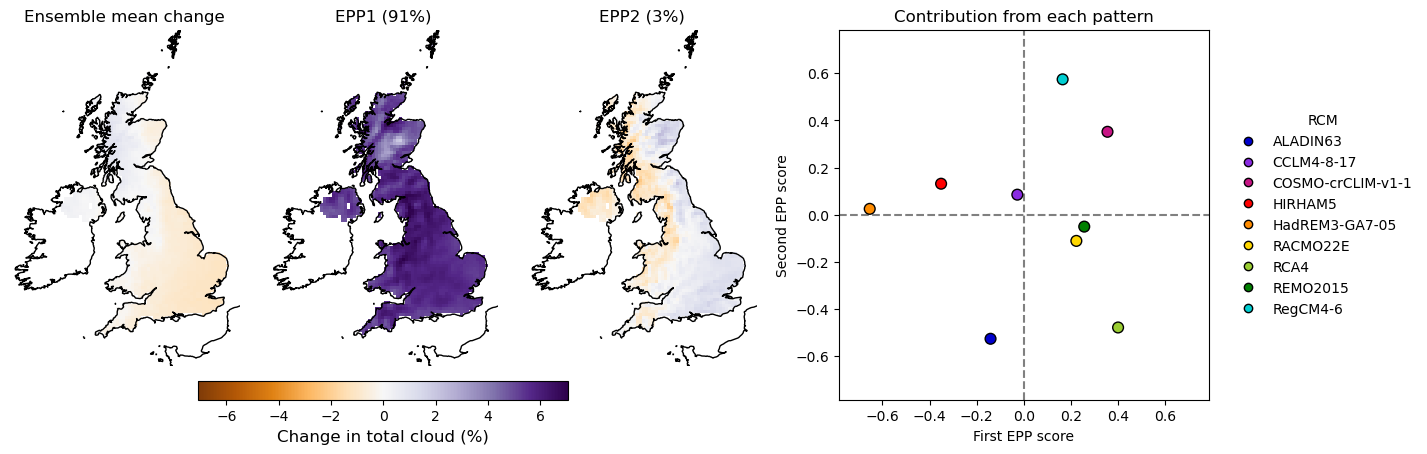 Ensemble mean change
EPP1 (91%)
EPP2 (3%)
Contribution from each pattern
0.6
0.4
0.2
0.0
−0.2
−0.4
−0.6
Second EPP score
−0.6
−0.4
−0.2
0.0
0.2
0.4
0.6
First EPP score
RCM
ALADIN63
CCLM4-8-17
COSMO-crCLIM-v1-1
HIRHAM5
HadREM3-GA7-05
RACMO22E
RCA4
REMO2015
RegCM4-6
−6
−4
−2
0
2
4
6
Change in total cloud (%)